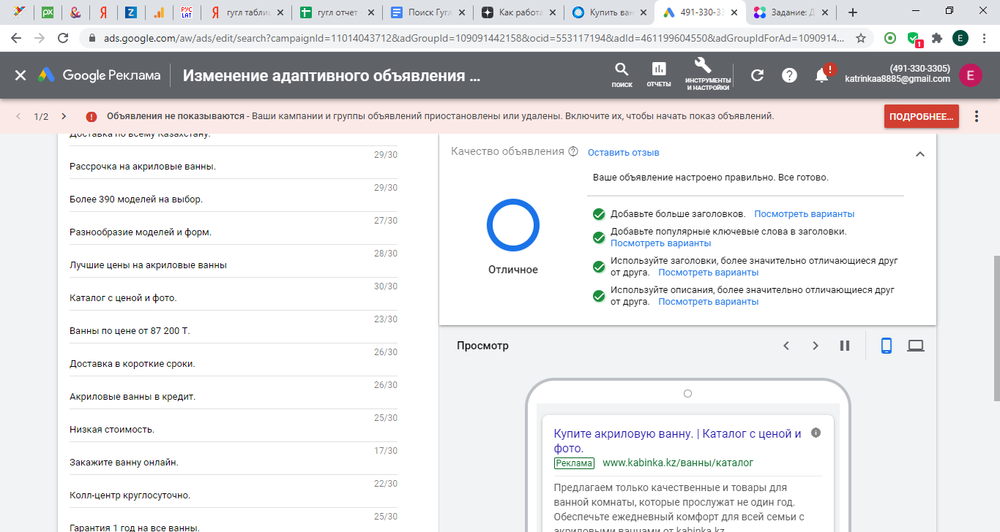 гугл таблиц
гугл отчет
Поиск Гугл
Как работа
Купить ван
491-330-33
Задание: Д
ads.google.com/aw/ads/edit/search?campaignId=11014043712&adGroupId=109091442158&ocid=553117194&adId=461199604550&adGroupIdForAd=1090914...
Google Реклама
Изменение адаптивного объявления ...
ПОИСК
ОТЧЕТЫ
ИНСТРУМЕНТЫ
И НАСТРОЙКИ
(491-330-3305)
katrinkaa8885@gmail.com
E
1/2
Объявления не показываются - Ваши кампании и группы объявлений приостановлены или удалены. Включите их, чтобы начать показ объявлений.
ПОДРОБНЕЕ...
Доставка по всему Казахстану.
29/30
Рассрочка на акриловые ванны.
29/30
Более 390 моделей на выбор.
27/30
Разнообразие моделей и форм.
28/30
Лучшие цены на акриловые ванны
30/30
Каталог с ценой и фото.
23/30
Ванны по цене от 87 200 Т.
26/30
Доставка в короткие сроки.
26/30
Акриловые ванны в кредит.
25/30
Низкая стоимость.
17/30
Закажите ванну онлайн.
22/30
Колл-центр круглосуточно.
25/30
Гарантия 1 год на все ванны.
Качество объявления
Оставить отзыв
Ваше объявление настроено правильно. Все готово.
Отличное
Добавьте больше заголовков. Посмотреть варианты
Добавьте популярные ключевые слова в заголовки.
Посмотреть варианты
Используйте заголовки, более значительно отличающиеся друг
от друга. Посмотреть варианты
Используйте описания, более значительно отличающиеся друг
от друга. Посмотреть варианты
Просмотр
Купите акриловую ванну. | Каталог с ценой и
фото.
Реклама www.kabinka.kz/ванны/каталог
Предлагаем только качественные и товары для
ванной комнаты, которые прослужат не один год.
Обеспечьте ежедневный комфорт для всей семьи с
акриловыми ваннами от kabinka.kz